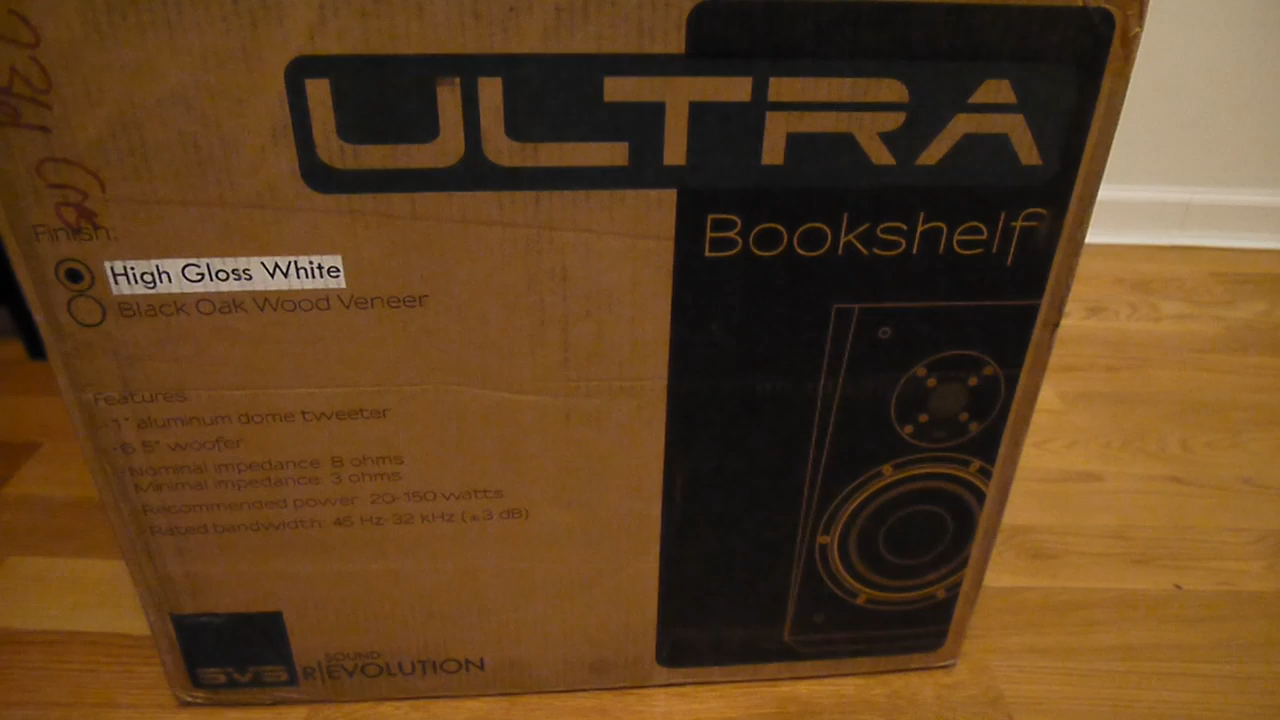 ULTRA
Bookshelf
Finish:
High Gloss White
Black Oak Wood Veneer
Features
- 1" aluminum dome tweeter
- 6.5" woofer
- Nominal impedance: 8 ohms
Minimal impedance: 3 ohms
- Recommended power: 20-150 watts
- Rated bandwidth: 45 Hz-32 kHz (±3 dB)
SVS
SOUND
R|EVOLUTION